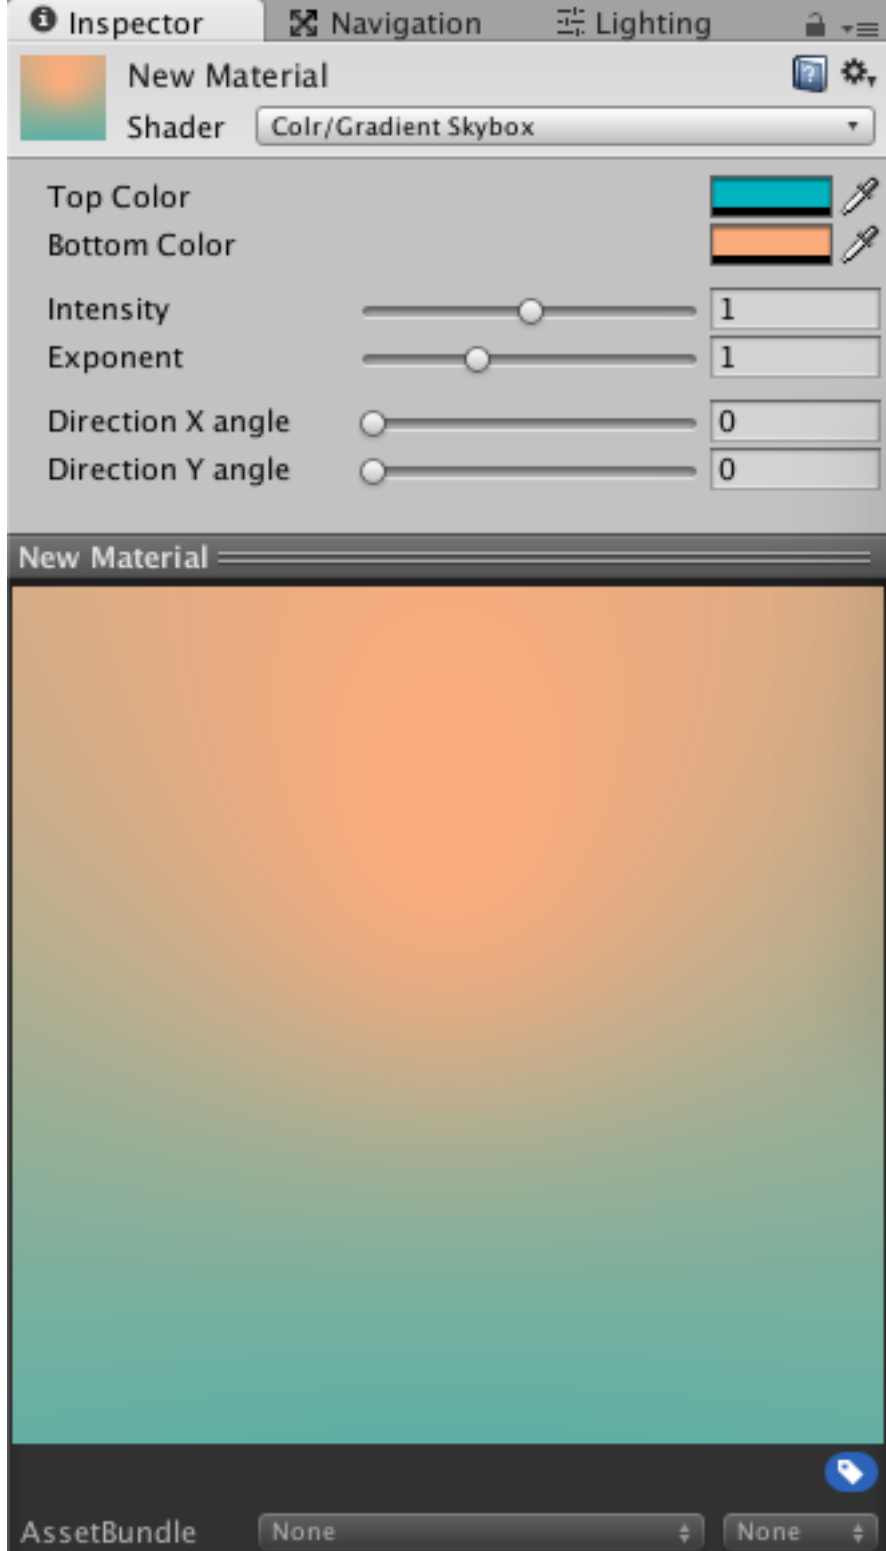 Inspector Navigation Lighting
New Material
Shader Colr/Gradient Skybox
Top Color
Bottom Color
Intensity 1
Exponent 1
Direction X angle 0
Direction Y angle 0
New Material
AssetBundle None None